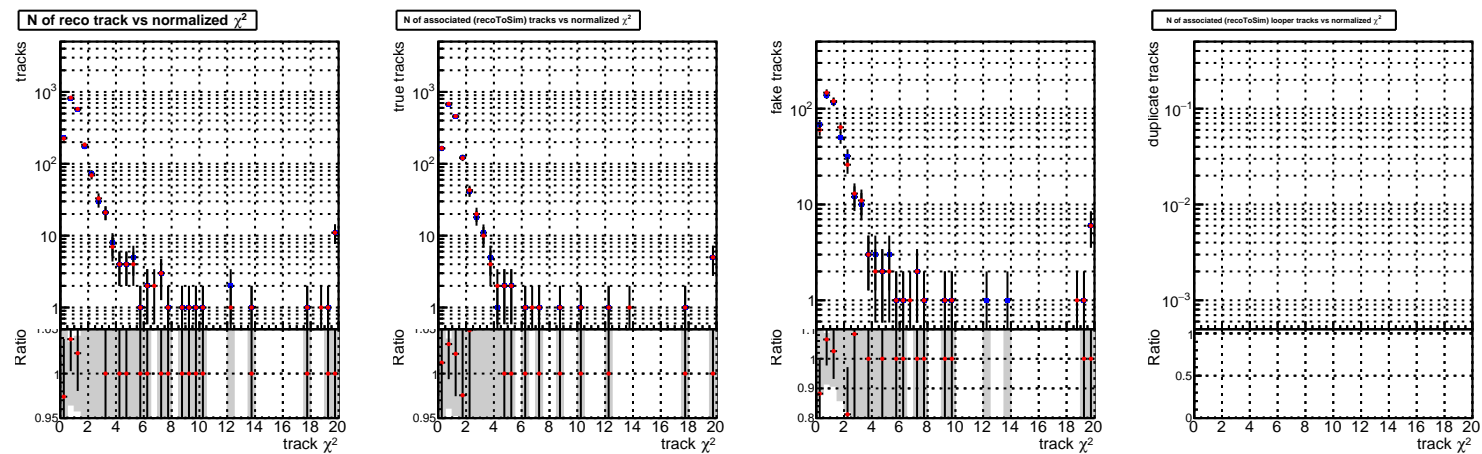 N of reco track vs normalized χ²
tracks
10³
10²
10
1
Ratio
1.05
1
0.95
0 2 4 6 8 10 12 14 16 18 20
track χ²
N of associated (recoToSim) tracks vs normalized χ²
true tracks
10³
10²
10
1
Ratio
1.05
1
0.95
0 2 4 6 8 10 12 14 16 18 20
track χ²
fake tracks
10²
10
1
Ratio
1.1
1
0.9
0.8
0 2 4 6 8 10 12 14 16 18 20
track χ²
N of associated (recoToSim) looper tracks vs normalized χ²
duplicate tracks
10⁻¹
10⁻²
10⁻³
Ratio
1
0.5
0
0 2 4 6 8 10 12 14 16 18 20
track χ²